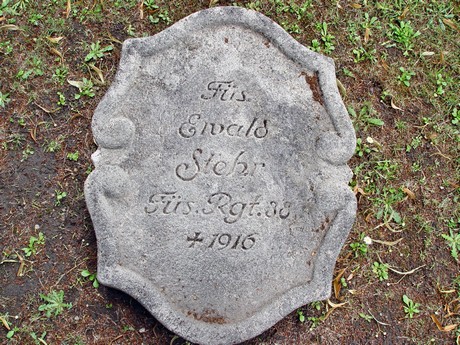 Füs.
Ewald
Stehr
Füs. Rgt. 38.
+ 1916